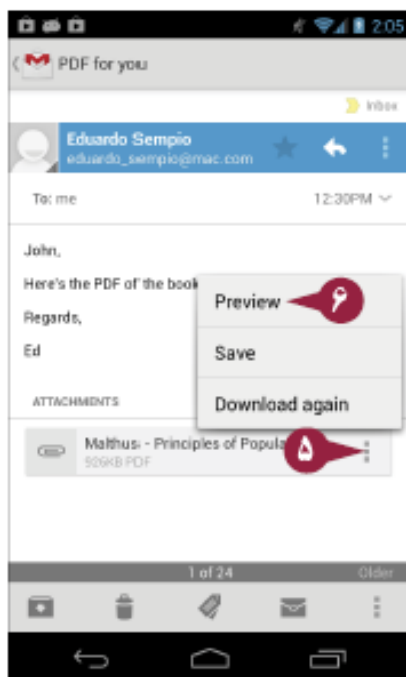 2:05
PDF for you
Inbox
Eduardo Sempio
eduardo_sempio@mac.com
To: me 12:30PM
John,
Here's the PDF of the book
Regards,
Ed
Preview ۶
Save
Download again
ATTACHMENTS
Malthus - Principles of Popula ۵
926KB PDF
1 of 24 Older